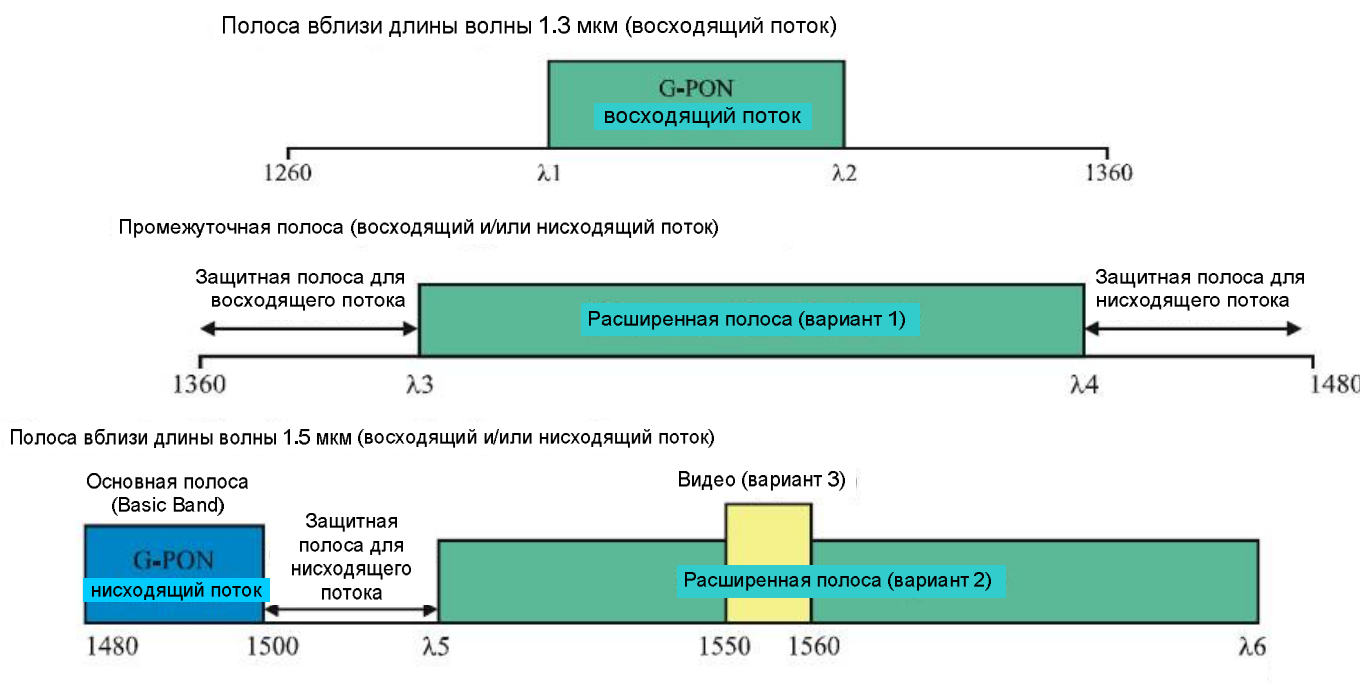 Полоса вблизи длины волны 1.3 мкм (восходящий поток)
G-PON
восходящий поток
1260
λ1
λ2
1360
Промежуточная полоса (восходящий и/или нисходящий поток)
Защитная полоса для
восходящего потока
Защитная полоса для
нисходящего потока
Расширенная полоса (вариант 1)
1360
λ3
λ4
1480
Полоса вблизи длины волны 1.5 мкм (восходящий и/или нисходящий поток)
Основная полоса
(Basic Band)
G-PON
нисходящий поток
Защитная
полоса для
нисходящего
потока
Видео (вариант 3)
Расширенная полоса (вариант 2)
1480
1500
λ5
1550
1560
λ6